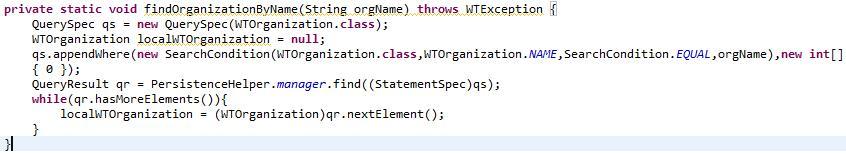 private static void findOrganizationByName(String orgName) throws WTException {
    QuerySpec qs = new QuerySpec(WTOrganization.class);
    WTOrganization localWTOrganization = null;
    qs.appendWhere(new SearchCondition(WTOrganization.class,WTOrganization.NAME,SearchCondition.EQUAL,orgName),new int[]
    { 0 });
    QueryResult qr = PersistenceHelper.manager.find((StatementSpec)qs);
    while(qr.hasMoreElements()){
        localWTOrganization = (WTOrganization)qr.nextElement();
    }
}